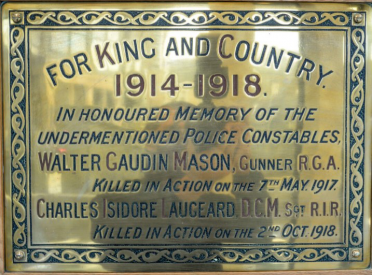 FOR KING AND COUNTRY.
1914-1918.
IN HONOURED MEMORY OF THE
UNDERMENTIONED POLICE CONSTABLES,
WALTER GAUDIN MASON, GUNNER R.G.A.
KILLED IN ACTION ON THE 7TH MAY 1917.
CHARLES ISIDORE LAUGEARD, D.C.M. SGT R.I.R.
KILLED IN ACTION ON THE 2ND OCT. 1918.